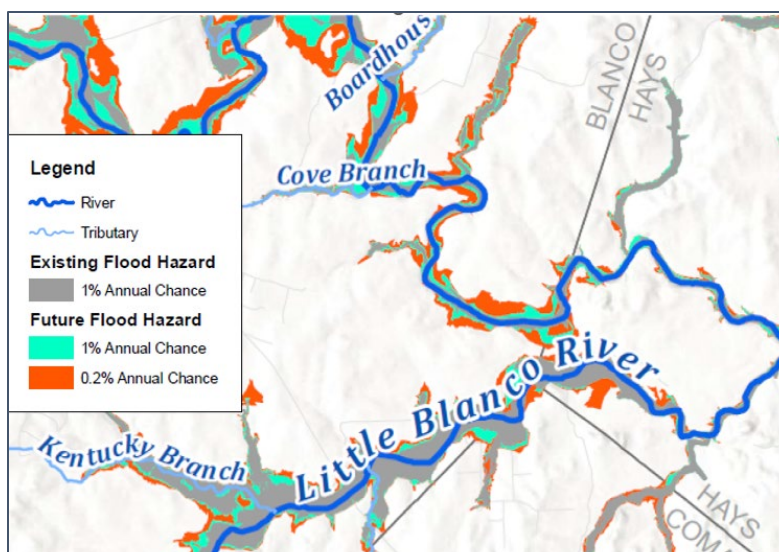 Boardhous
BLANCO
HAYS
Legend
Cove Branch
River
Tributary
Existing Flood Hazard
1% Annual Chance
Future Flood Hazard
1% Annual Chance
0.2% Annual Chance
Little Blanco River
Kentucky Branch
HAYS
COM